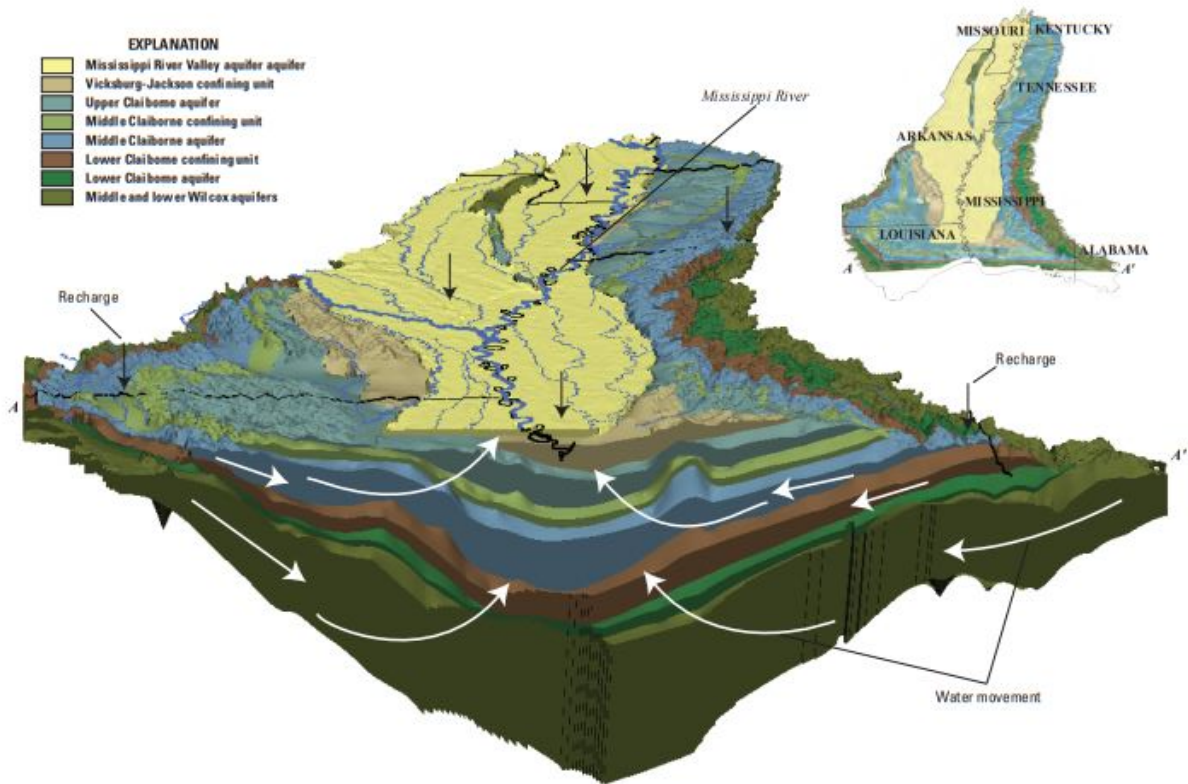 EXPLANATION
Mississippi River Valley aquifer aquifer
Vicksburg-Jackson confining unit
Upper Claiborne aquifer
Middle Claiborne confining unit
Middle Claiborne aquifer
Lower Claiborne confining unit
Lower Claiborne aquifer
Middle and lower Wilcox aquifers
MISSOURI
KENTUCKY
TENNESSEE
ARKANSAS
MISSISSIPPI
LOUISIANA
ALABAMA
A
A'
Mississippi River
Recharge
Recharge
A
A'
Water movement